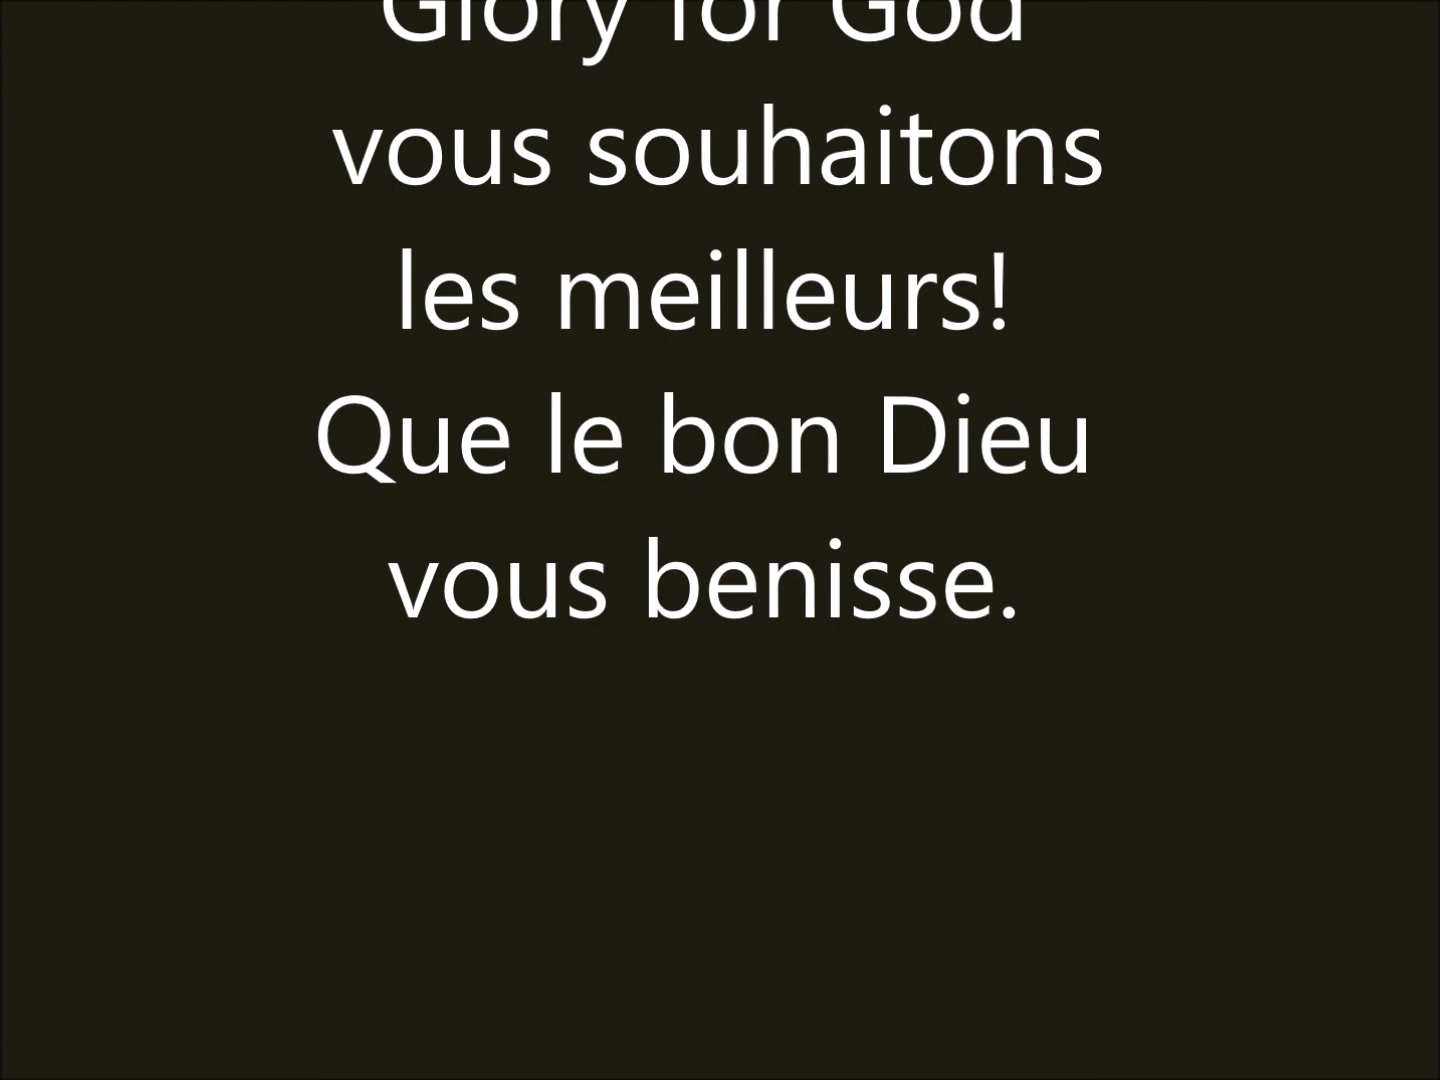 Glory for God
vous souhaitons
les meilleurs!
Que le bon Dieu
vous benisse.